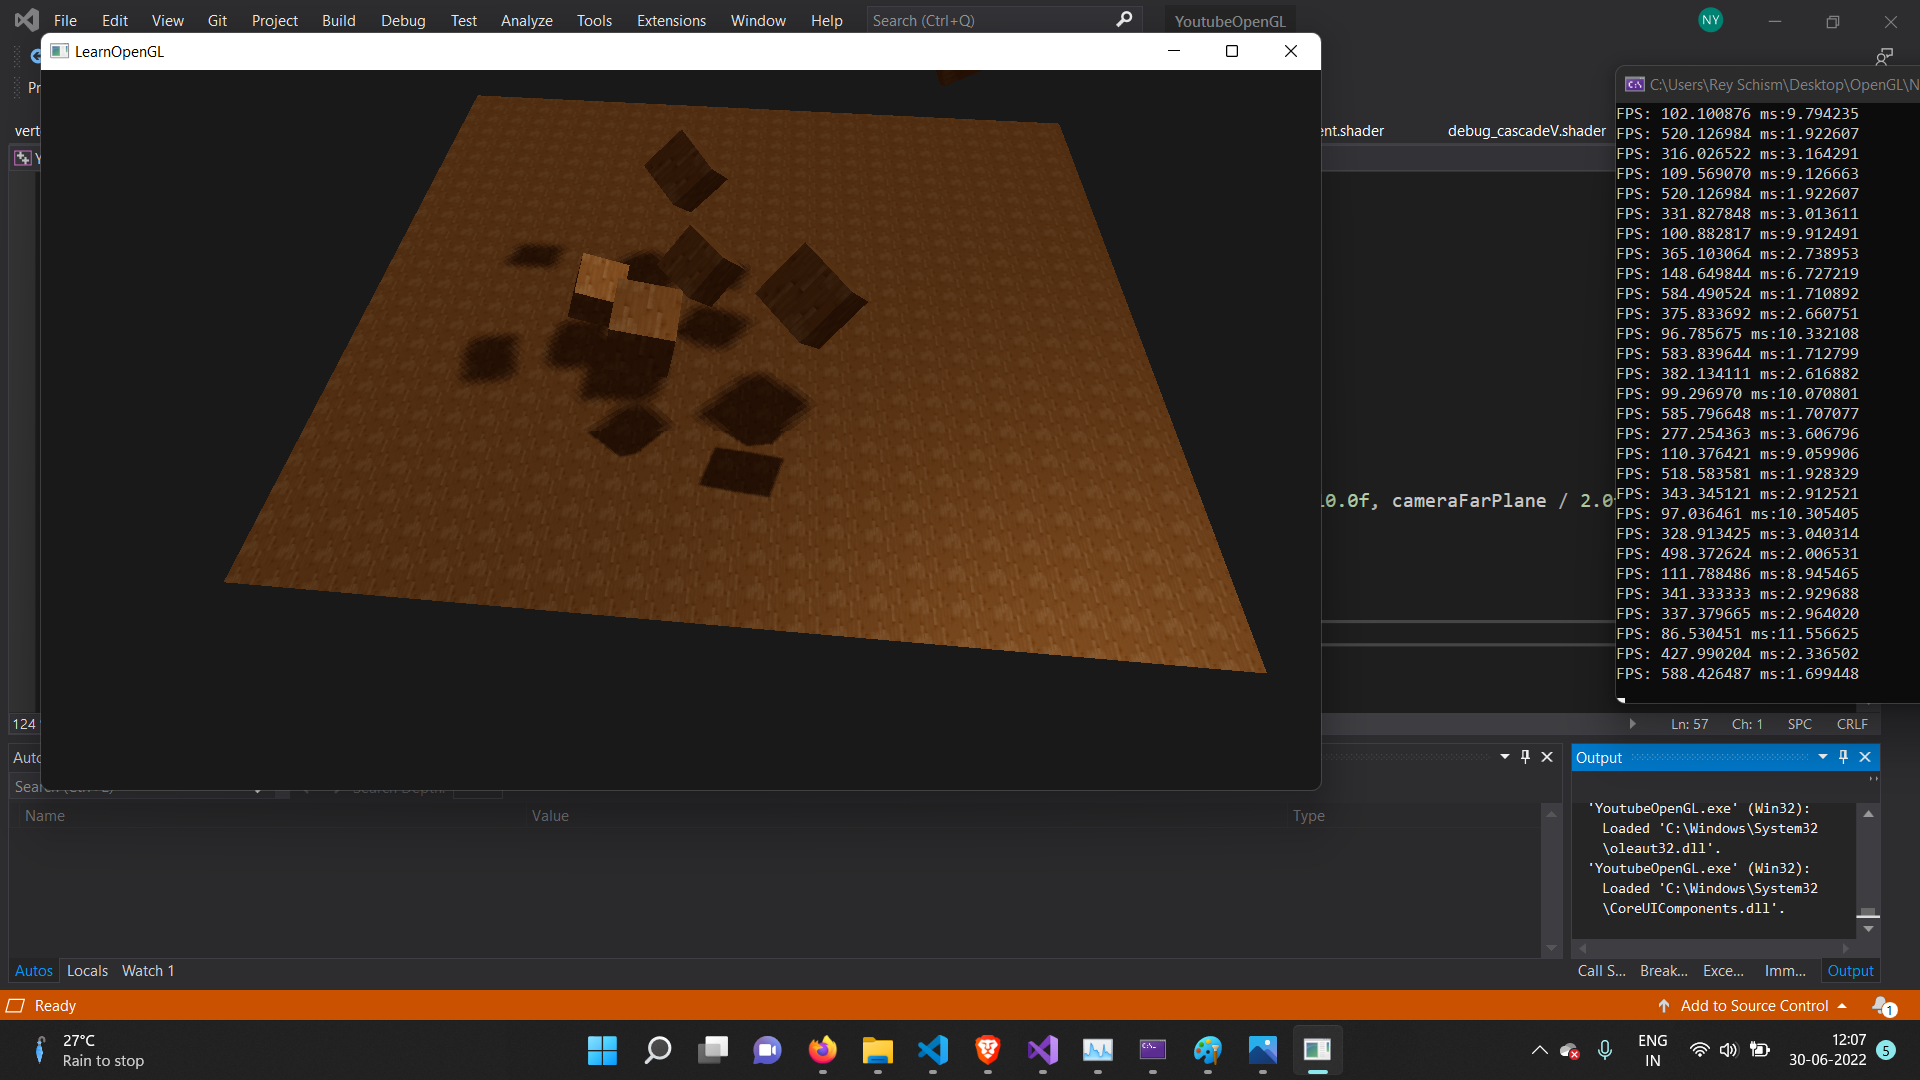 File Edit View Git Project Build Debug Test Analyze Tools Extensions Window Help Search (Ctrl+Q) YoutubeOpenGL NY
LearnOpenGL
Pr
C:\Users\Rey Schism\Desktop\OpenGL\N
vert ent.shader debug_cascadeV.shader
Y
FPS: 102.100876 ms:9.794235
FPS: 520.126984 ms:1.922607
FPS: 316.026522 ms:3.164291
FPS: 109.569070 ms:9.126663
FPS: 520.126984 ms:1.922607
FPS: 331.827848 ms:3.013611
FPS: 100.882817 ms:9.912491
FPS: 365.103064 ms:2.738953
FPS: 148.649844 ms:6.727219
FPS: 584.490524 ms:1.710892
FPS: 375.833692 ms:2.660751
FPS: 96.785675 ms:10.332108
FPS: 583.839644 ms:1.712799
FPS: 382.134111 ms:2.616882
FPS: 99.296970 ms:10.070801
FPS: 585.796648 ms:1.707077
FPS: 277.254363 ms:3.606796
FPS: 110.376421 ms:9.059906
FPS: 518.583581 ms:1.928329
FPS: 343.345121 ms:2.912521
FPS: 97.036461 ms:10.305405
FPS: 328.913425 ms:3.040314
FPS: 498.372624 ms:2.006531
FPS: 111.788486 ms:8.945465
FPS: 341.333333 ms:2.929688
FPS: 337.379665 ms:2.964020
FPS: 86.530451 ms:11.556625
FPS: 427.990204 ms:2.336502
FPS: 588.426487 ms:1.699448
10.0f, cameraFarPlane / 2.0
124 Ln: 57 Ch: 1 SPC CRLF
Auto
Name Value Type
Output
'YoutubeOpenGL.exe' (Win32):
Loaded 'C:\Windows\System32
\oleaut32.dll'.
'YoutubeOpenGL.exe' (Win32):
Loaded 'C:\Windows\System32
\CoreUIComponents.dll'.
Autos Locals Watch 1 Call S... Break... Exce... Imm... Output
Ready Add to Source Control 1
27°C
Rain to stop
ENG
IN
12:07
30-06-2022
5